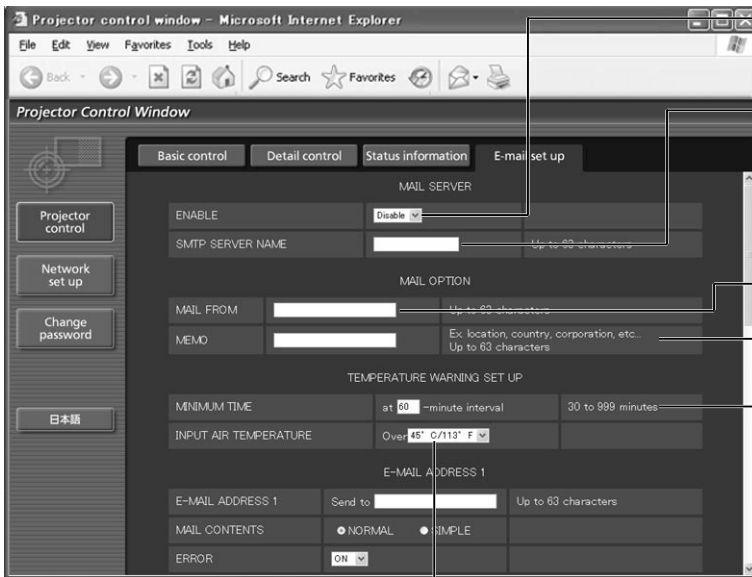 Projector control window - Microsoft Internet Explorer
File Edit View Favorites Tools Help
Back Search Favorites
Projector Control Window
Basic control Detail control Status information E-mail set up
MAIL SERVER
Projector control
ENABLE Disable
SMTP SERVER NAME Up to 63 characters
Network set up
MAIL OPTION
MAIL FROM Up to 63 characters
Change password
MEMO Ex. location, country, corporation, etc...
Up to 63 characters
TEMPERATURE WARNING SET UP
MINIMUM TIME at 60 -minute interval 30 to 999 minutes
日本語
INPUT AIR TEMPERATURE Over 45° C/113° F
E-MAIL ADDRESS 1
E-MAIL ADDRESS 1 Send to Up to 63 characters
MAIL CONTENTS NORMAL SIMPLE
ERROR ON